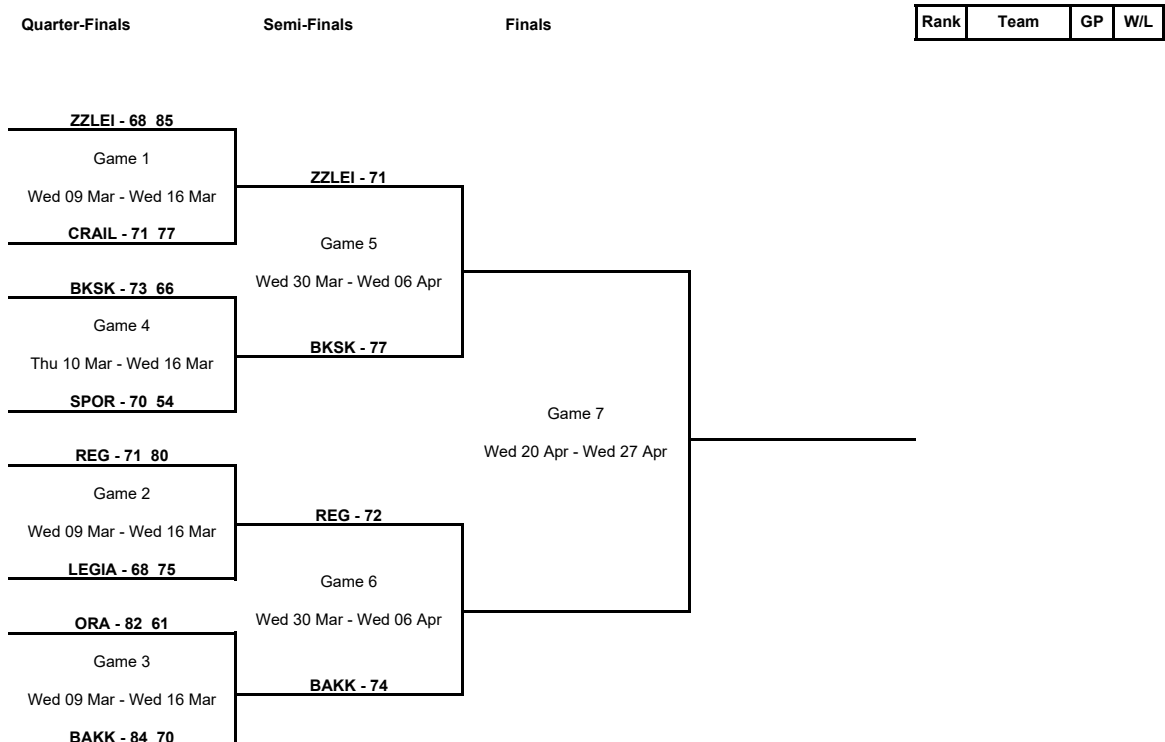 Quarter-Finals Semi-Finals Finals
Rank Team GP W/L
ZZLEI - 68 85
Game 1
Wed 09 Mar - Wed 16 Mar
CRAIL - 71 77
BKSK - 73 66
Game 4
Thu 10 Mar - Wed 16 Mar
SPOR - 70 54
REG - 71 80
Game 2
Wed 09 Mar - Wed 16 Mar
LEGIA - 68 75
ORA - 82 61
Game 3
Wed 09 Mar - Wed 16 Mar
BAKK - 84 70
ZZLEI - 71
Game 5
Wed 30 Mar - Wed 06 Apr
BKSK - 77
REG - 72
Game 6
Wed 30 Mar - Wed 06 Apr
BAKK - 74
Game 7
Wed 20 Apr - Wed 27 Apr